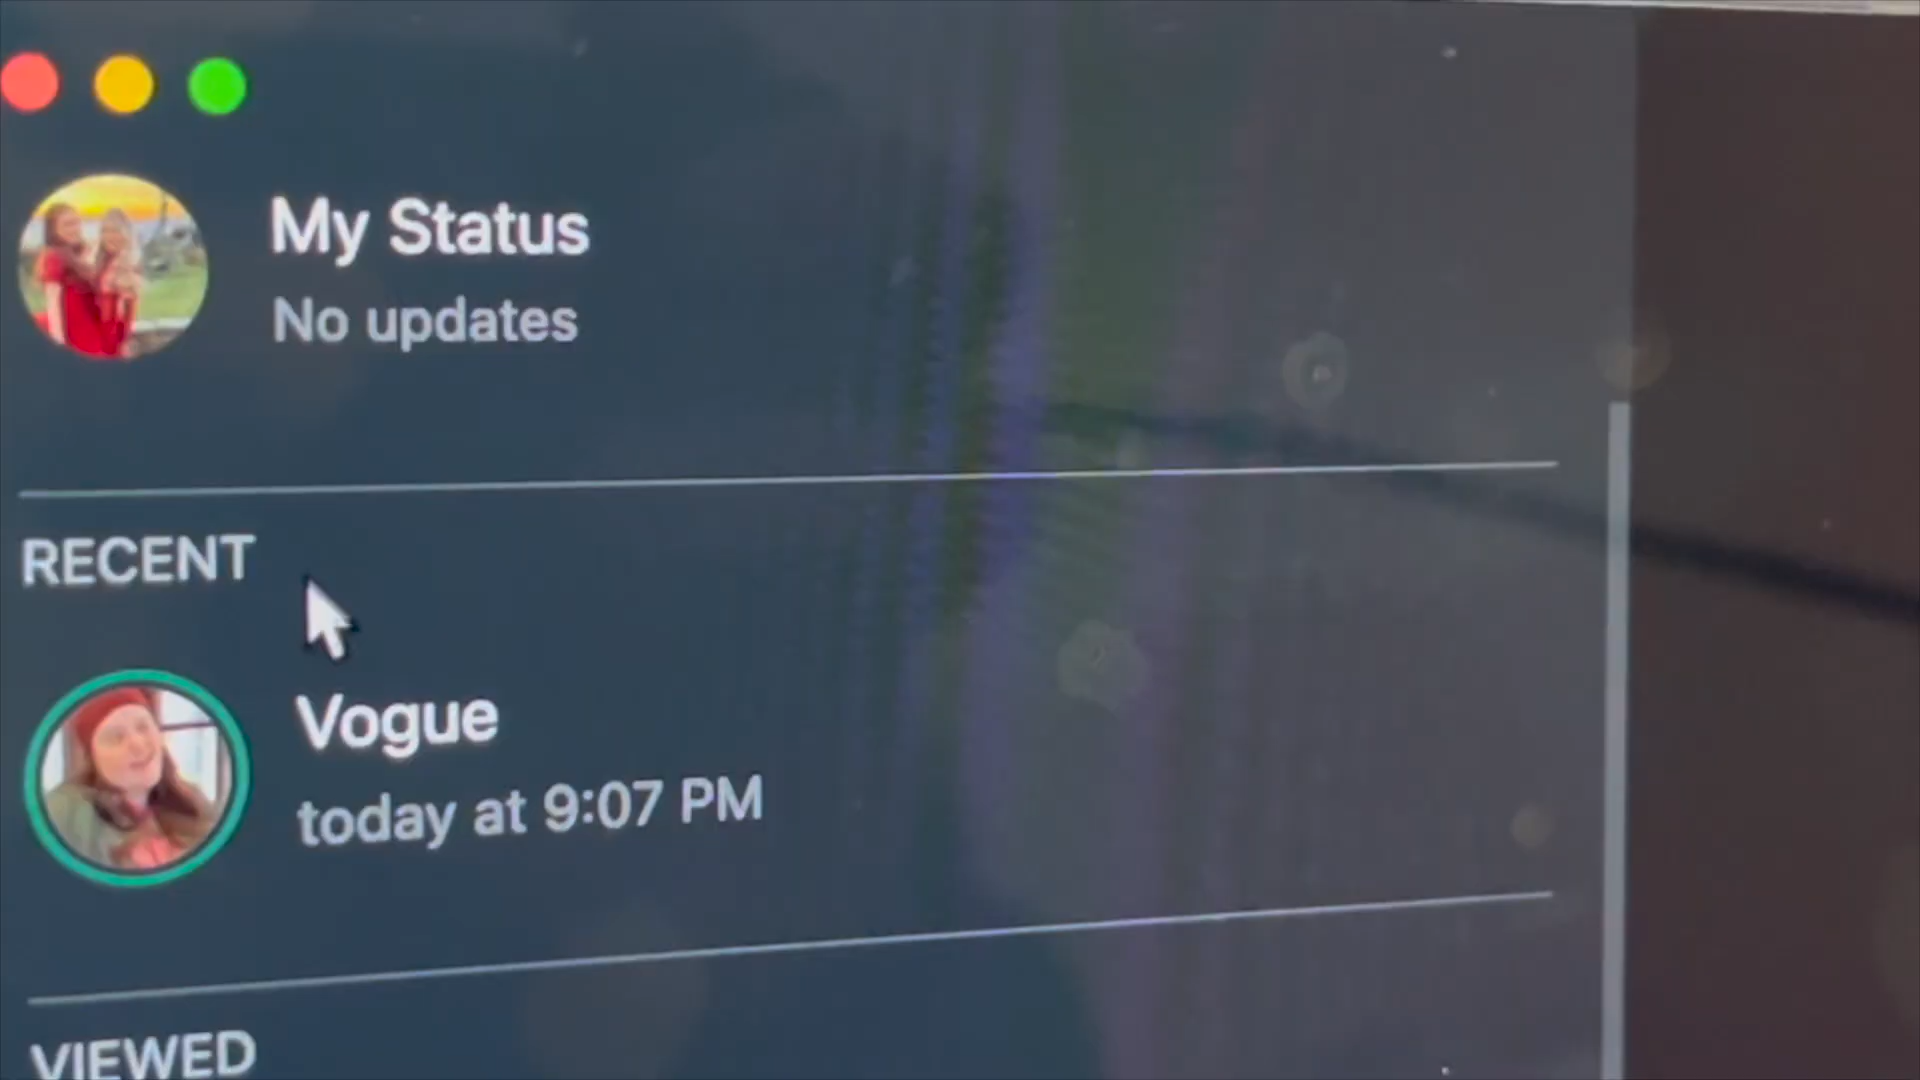 My Status
No updates
RECENT
Vogue
today at 9:07 PM
VIEWED